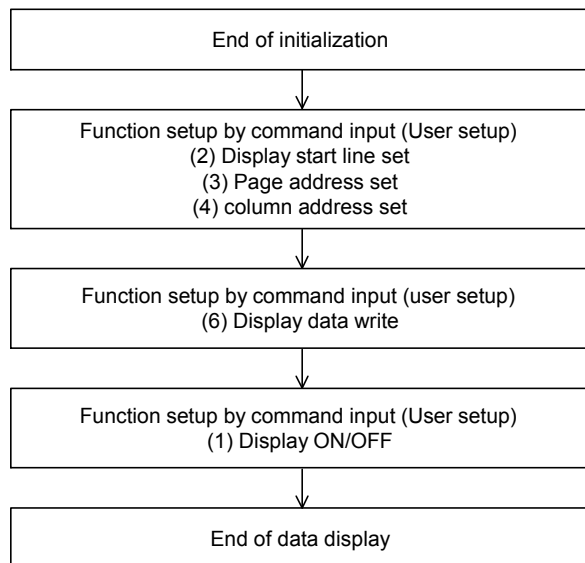 End of initialization
Function setup by command input (User setup)
(2) Display start line set
(3) Page address set
(4) column address set
Function setup by command input (user setup)
(6) Display data write
Function setup by command input (User setup)
(1) Display ON/OFF
End of data display